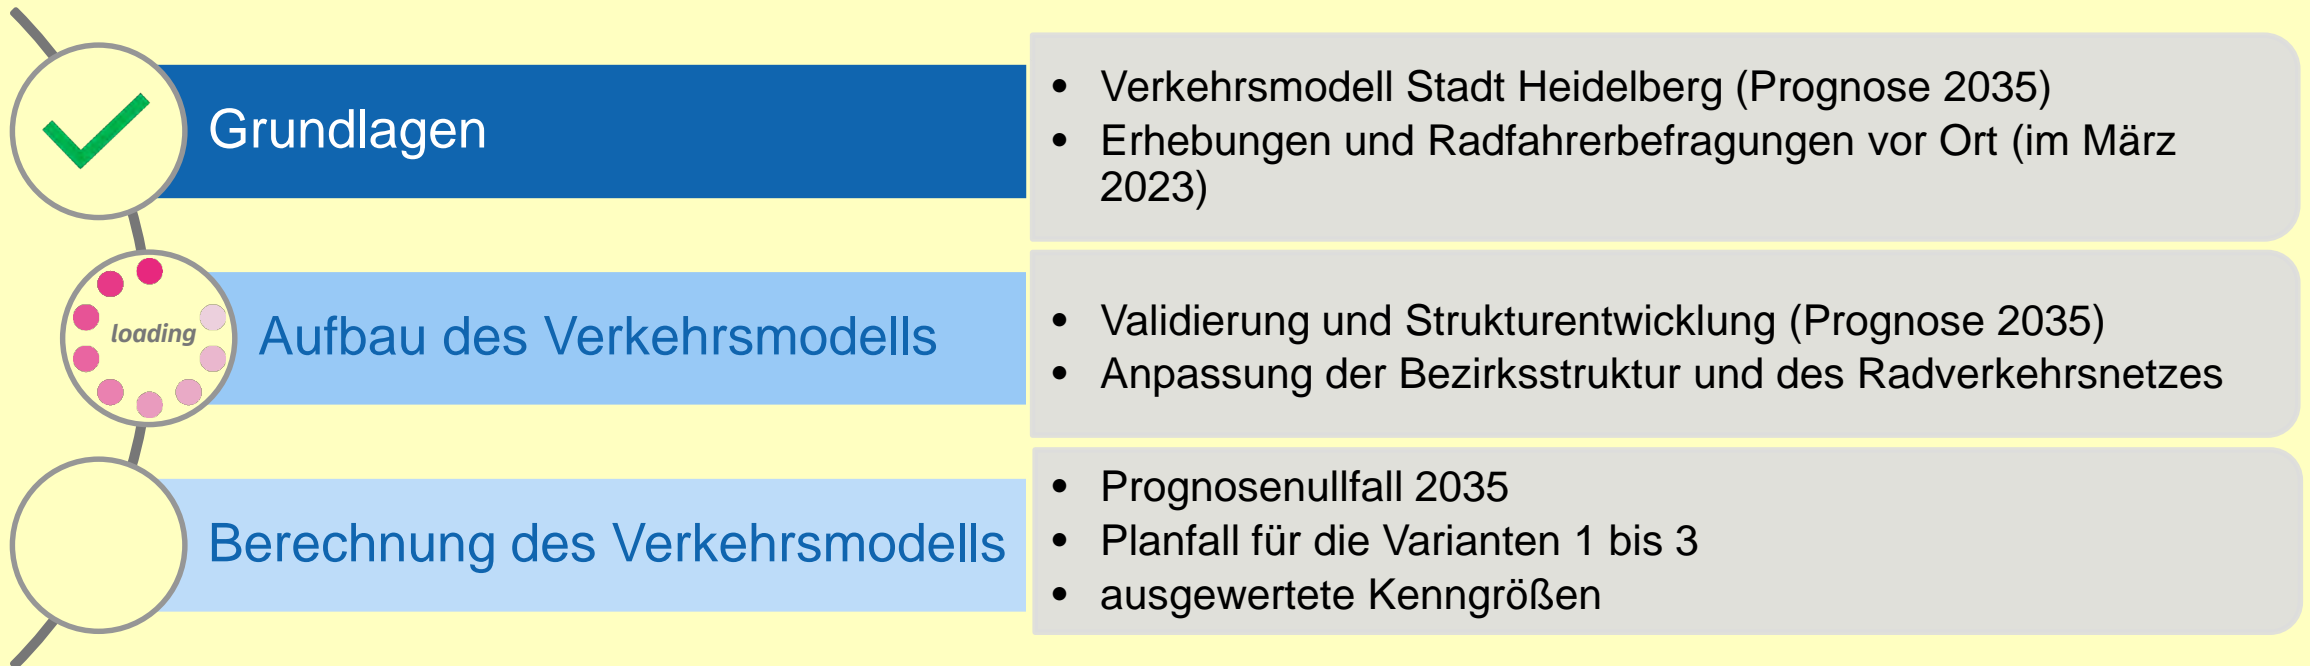 Grundlagen
• Verkehrsmodell Stadt Heidelberg (Prognose 2035)
• Erhebungen und Radfahrerbefragungen vor Ort (im März
2023)
loading
Aufbau des Verkehrsmodells
• Validierung und Strukturentwicklung (Prognose 2035)
• Anpassung der Bezirksstruktur und des Radverkehrsnetzes
Berechnung des Verkehrsmodells
• Prognosenullfall 2035
• Planfall für die Varianten 1 bis 3
• ausgewertete Kenngrößen